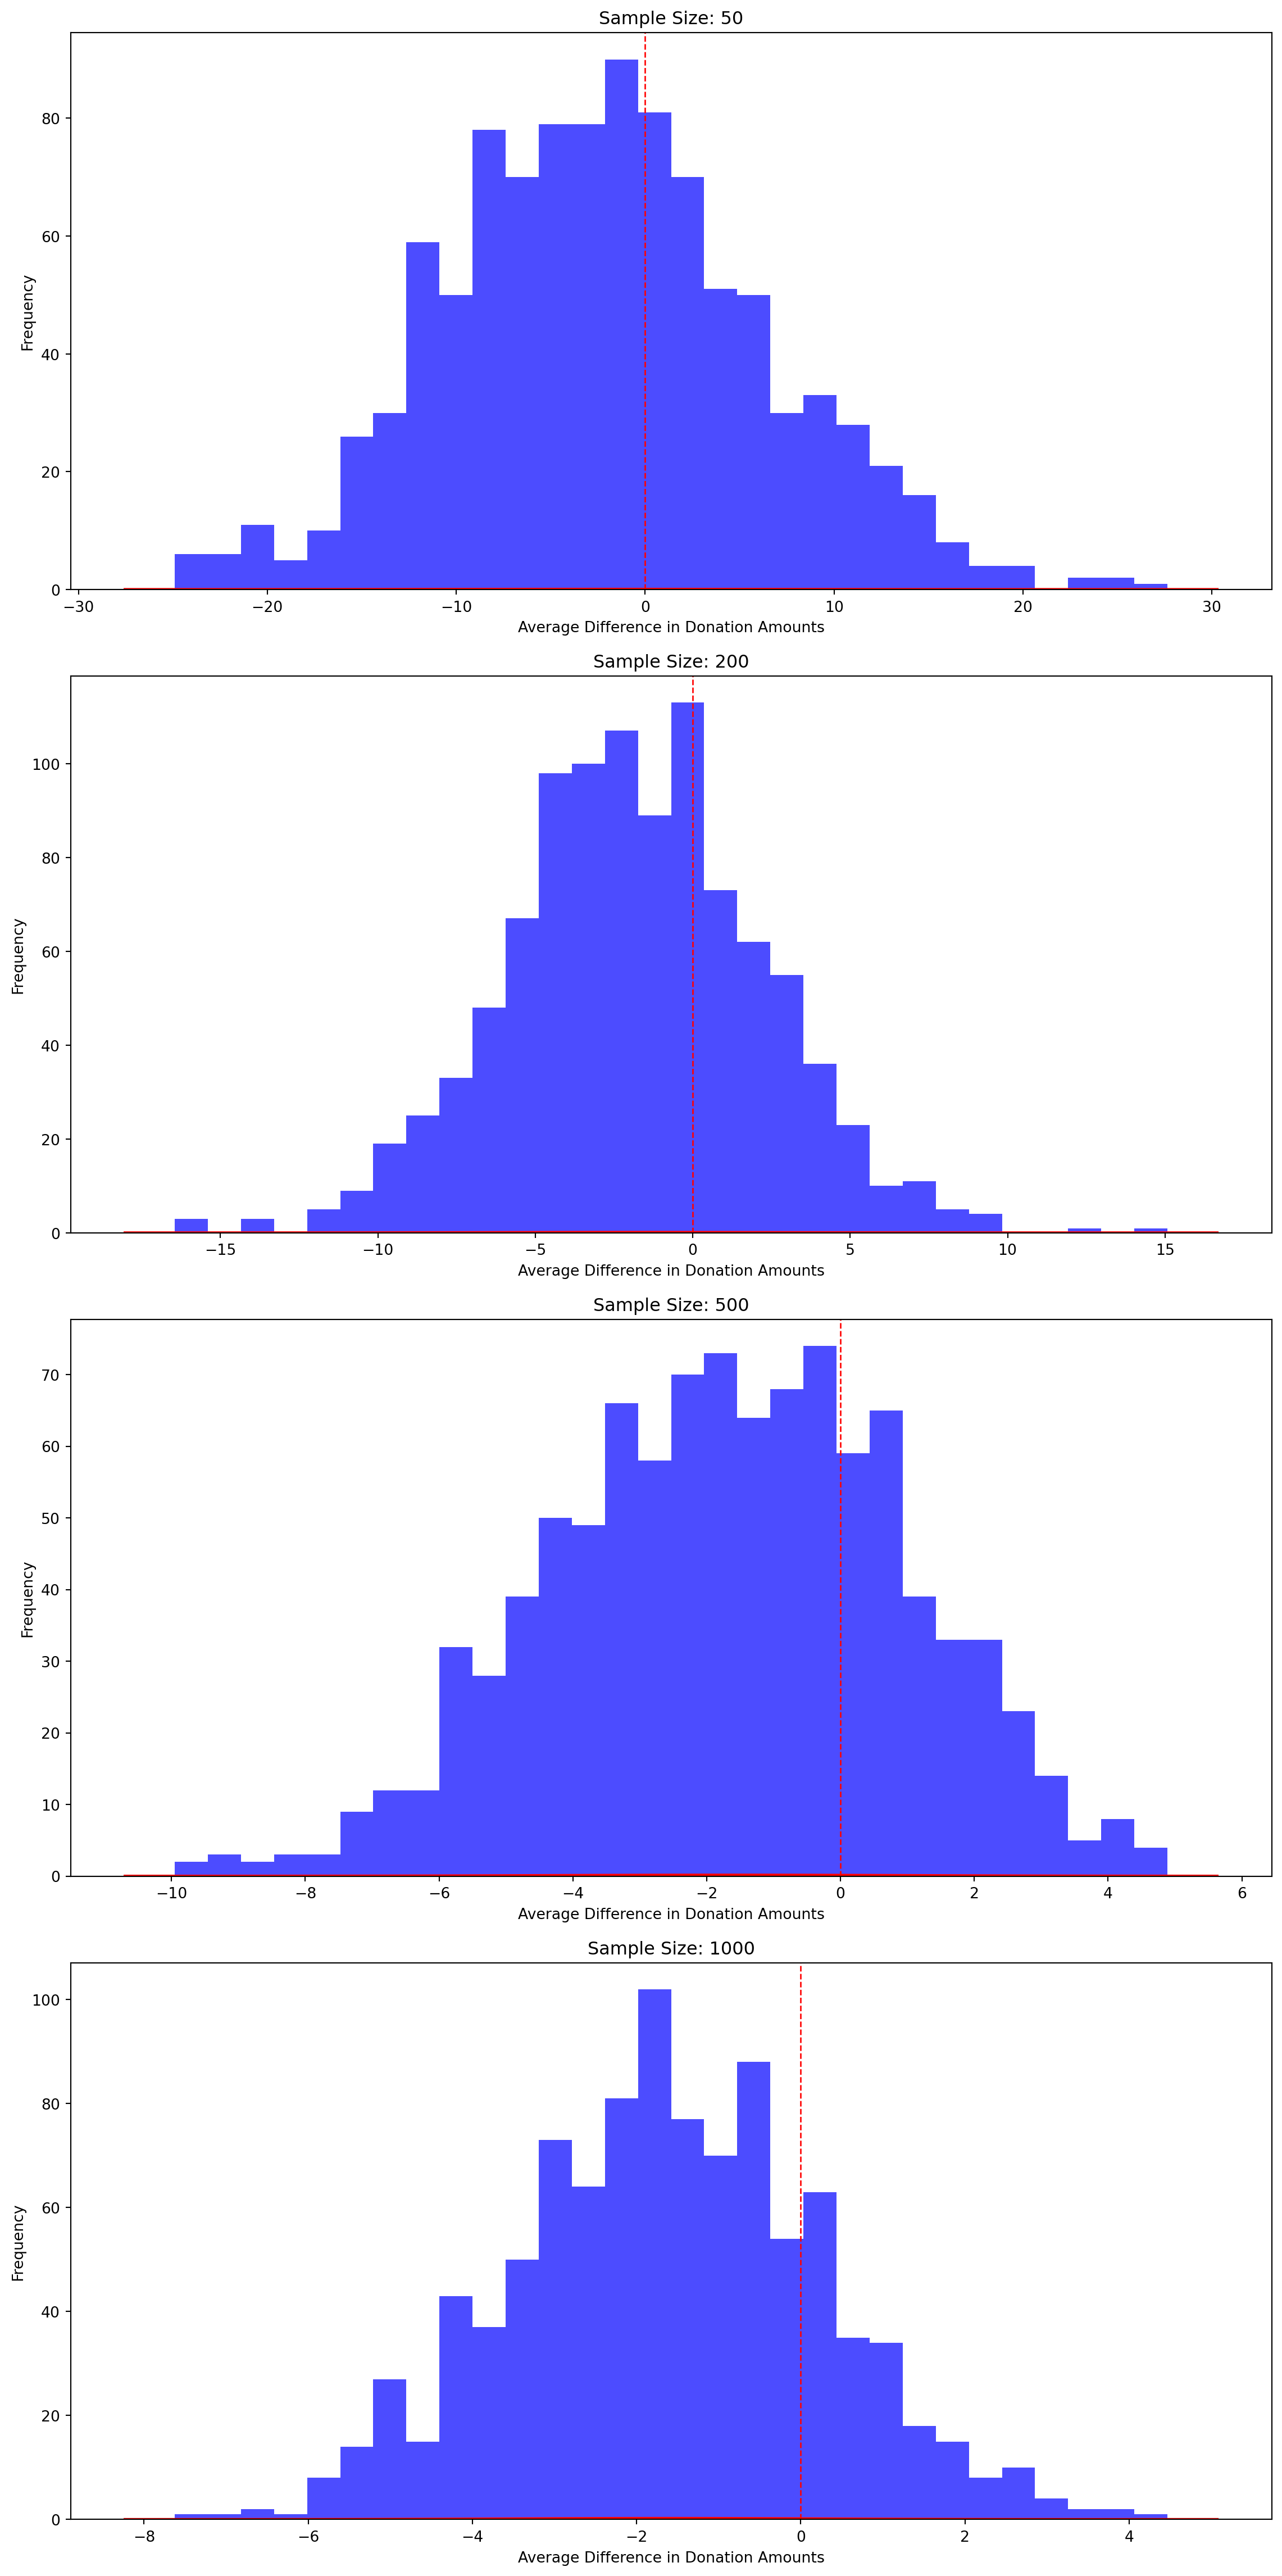 Sample Size: 50
80
60
40
20
0
Frequency
−30 −20 −10 0 10 20 30
Average Difference in Donation Amounts
Sample Size: 200
100
80
60
40
20
0
Frequency
−15 −10 −5 0 5 10 15
Average Difference in Donation Amounts
Sample Size: 500
70
60
50
40
30
20
10
0
Frequency
−10 −8 −6 −4 −2 0 2 4 6
Average Difference in Donation Amounts
Sample Size: 1000
100
80
60
40
20
0
Frequency
−8 −6 −4 −2 0 2 4
Average Difference in Donation Amounts